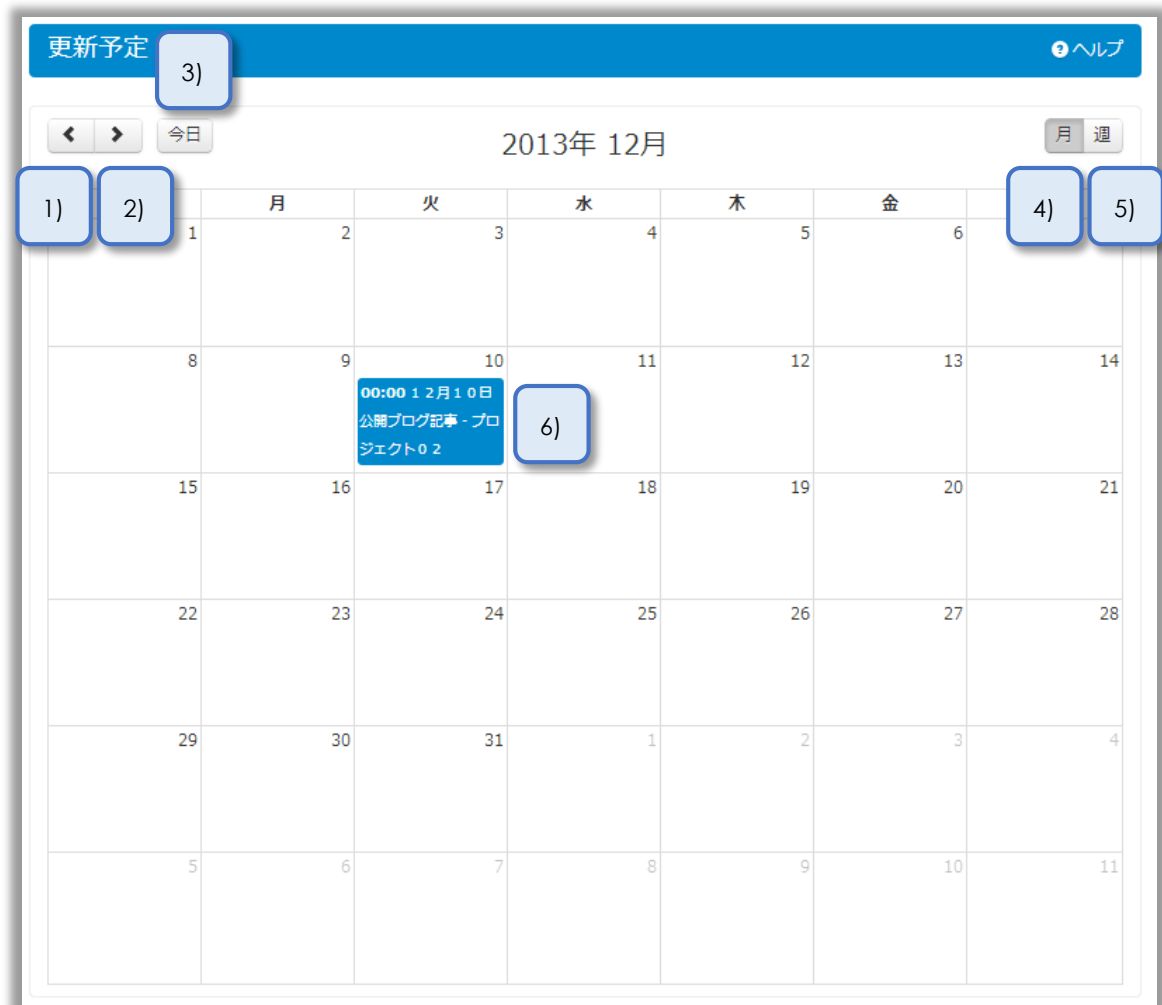 更新予定
3)
ヘルプ
今日
2013年 12月
月 週
1)
2)
月 火 水 木 金
4)
5)
1 2 3 4 5 6
8 9 10 11 12 13 14
00:00 12月10日
公開ブログ記事 - プロ
ジェクト02
6)
15 16 17 18 19 20 21
22 23 24 25 26 27 28
29 30 31 1 2 3 4
5 6 7 8 9 10 11